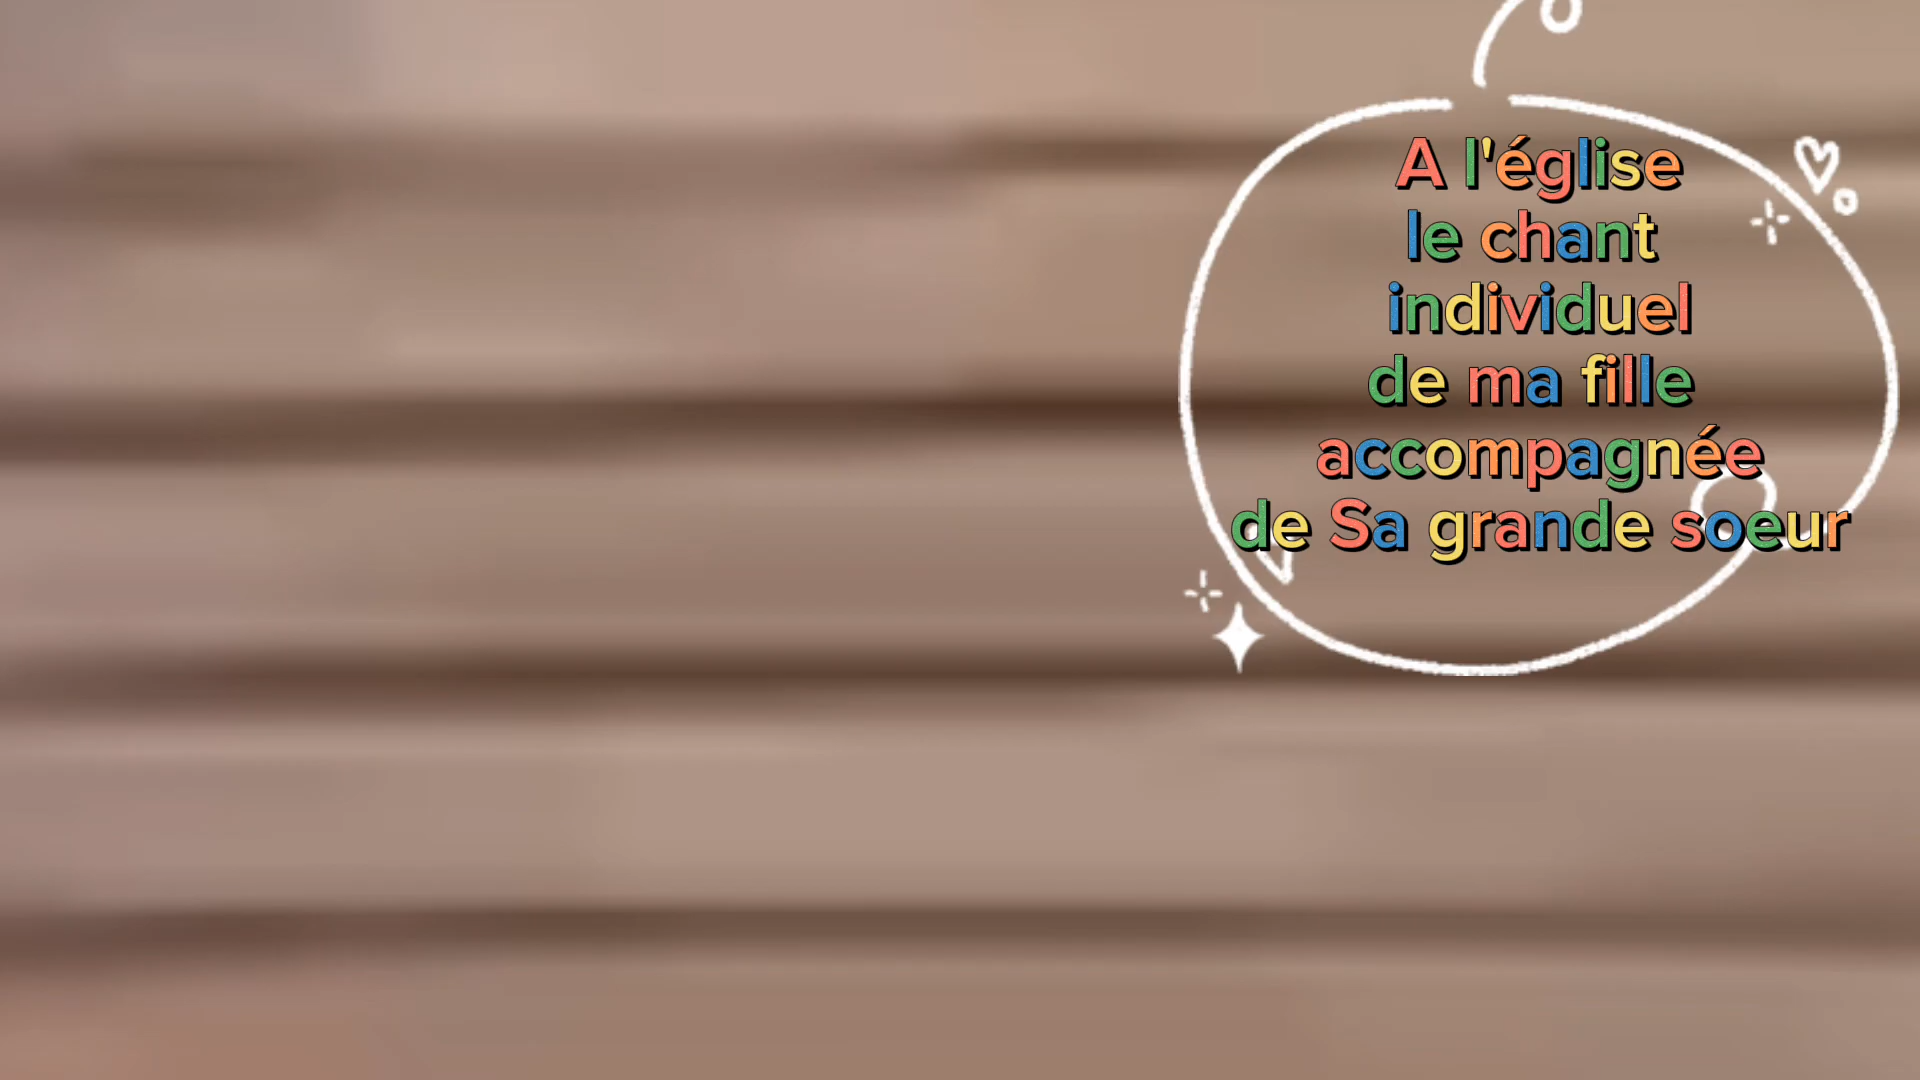 A l'église
le chant
individuel
de ma fille
accompagnée
de Sa grande soeur